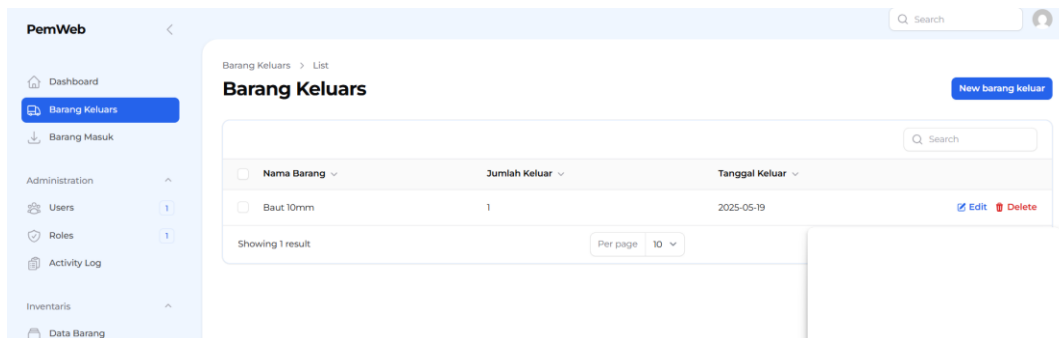 PemWeb
Search
Dashboard
Barang Keluars
Barang Masuk
Administration
Users 1
Roles 1
Activity Log
Inventaris
Data Barang
Barang Keluars > List
Barang Keluars
New barang keluar
Search
Nama Barang Jumlah Keluar Tanggal Keluar
Baut 10mm 1 2025-05-19 Edit Delete
Showing 1 result Per page 10